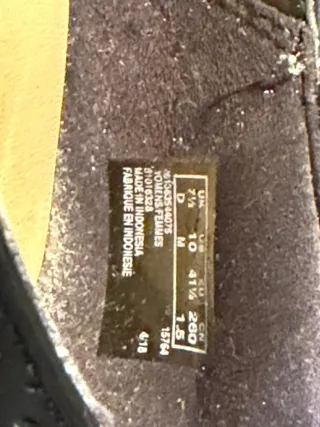 UK US EU CN
7½ 10 41½ 260
D M 1.5
261063544075
WOMENS/FEMMES
MADE IN INDONESIA 15764
FABRIQUE EN INDONESIE 4/18